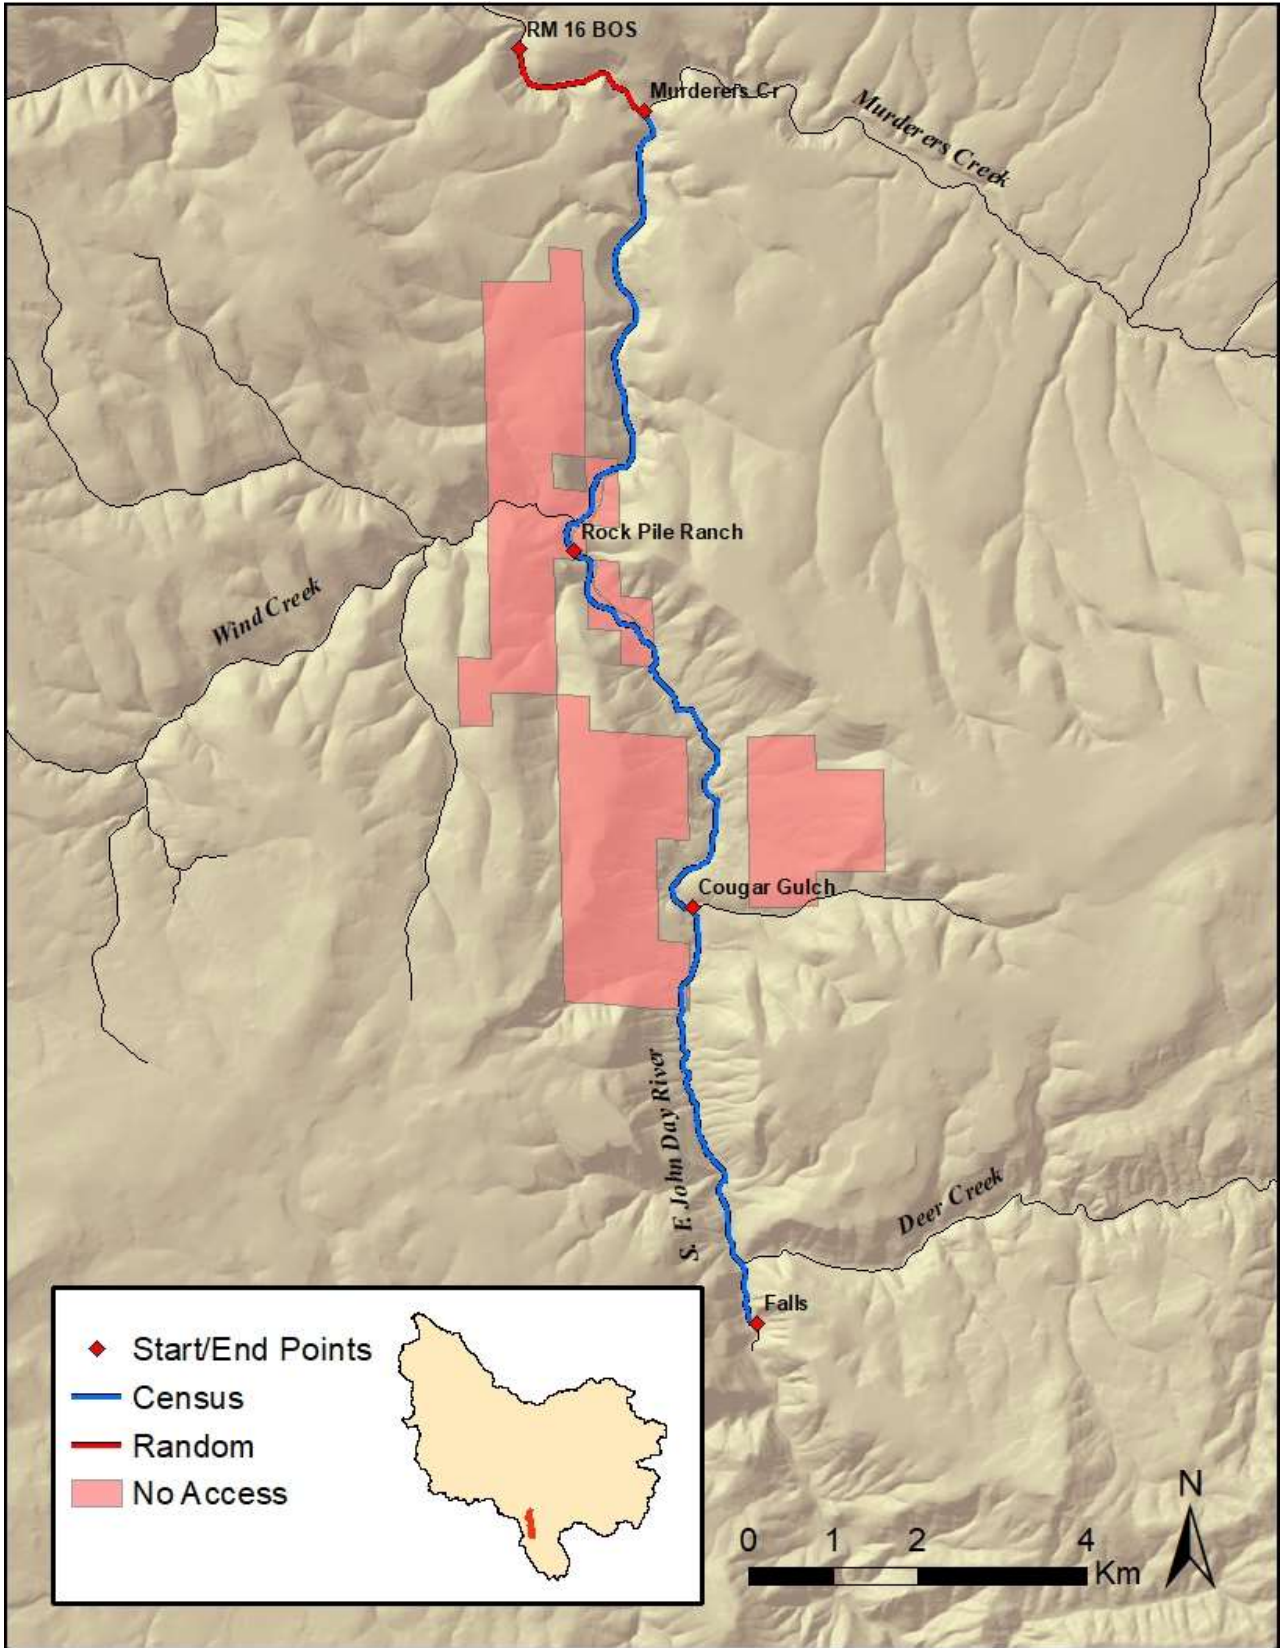 RM 16 BOS
Murderers Cr
Murderers Creek
Rock Pile Ranch
Wind Creek
Cougar Gulch
S. F. John Day River
Deer Creek
Falls
Start/End Points
Census
Random
No Access
N
0 1 2 4
Km